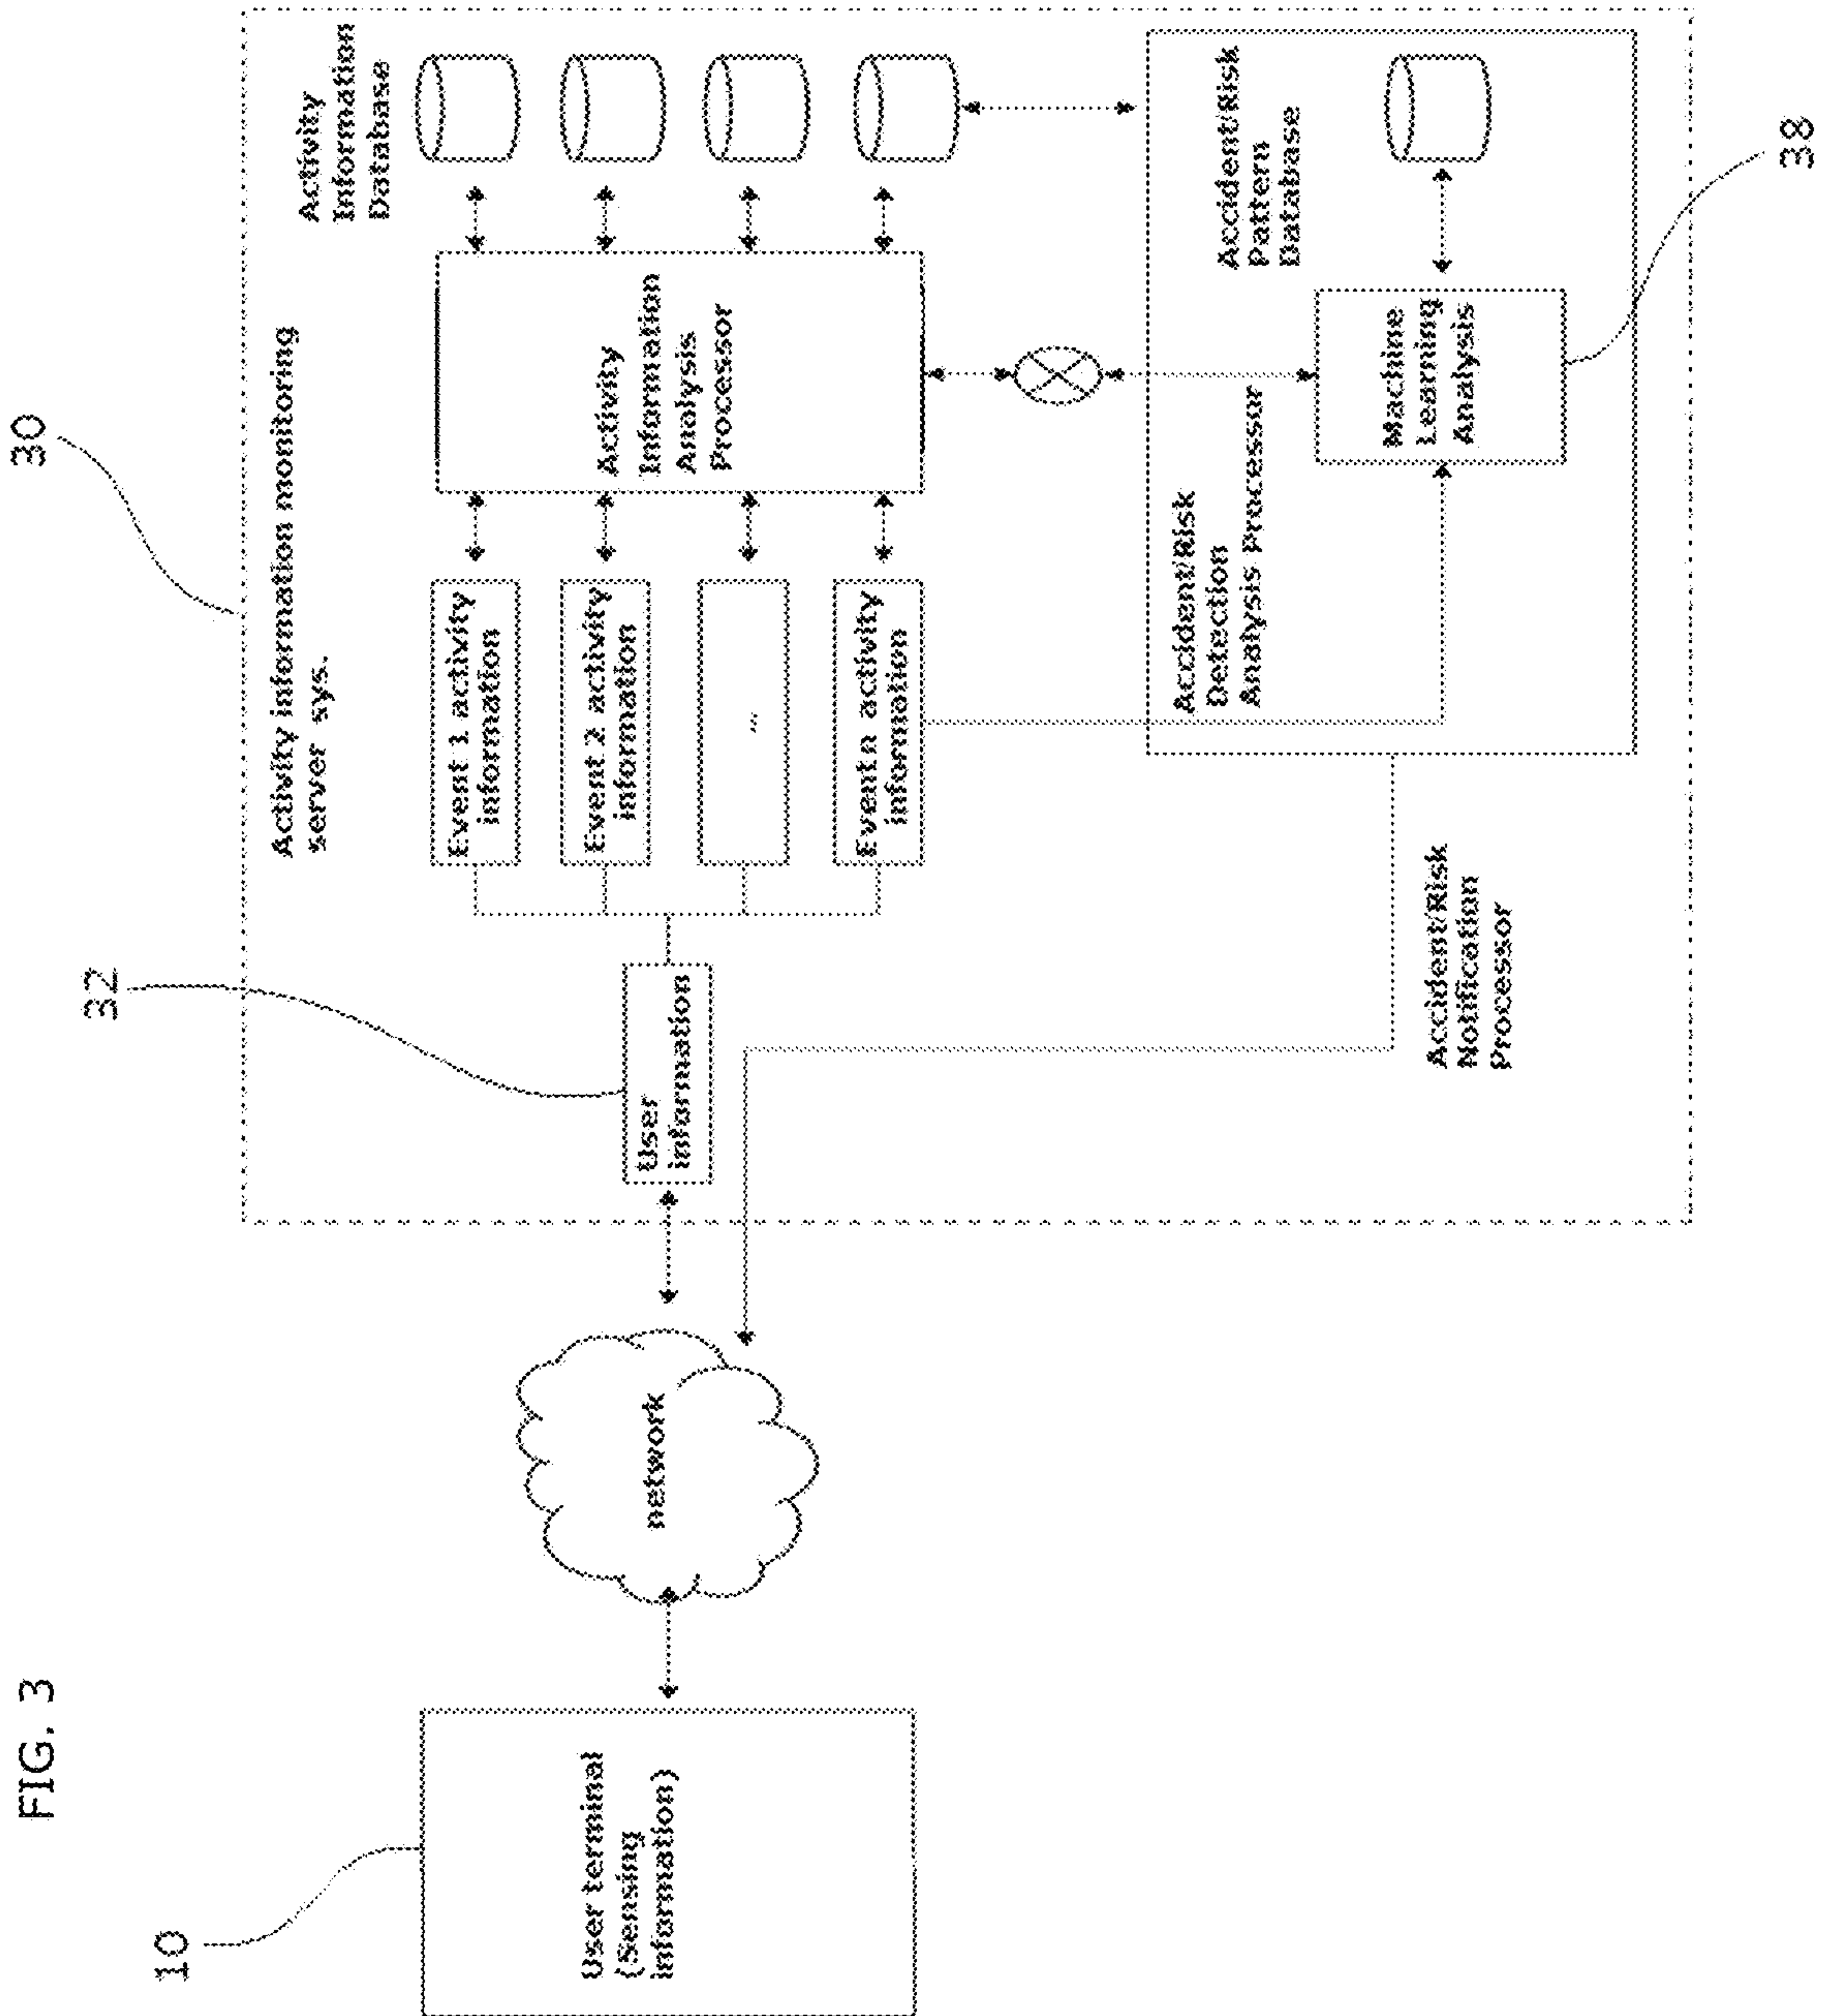 FIG. 3
10
User terminal
(Sensing
information)
network
30
32
Activity information monitoring
server sys.
User
information
Event 1 activity
information
Event 2 activity
information
...
Event n activity
information
Activity
Information
Analysis
Processor
Activity
Information
Database
Accident/Risk
Detection
Analysis Processor
Accident/Risk
Pattern
Database
Machine
Learning
Analysis
38
Accident/Risk
Notification
Processor